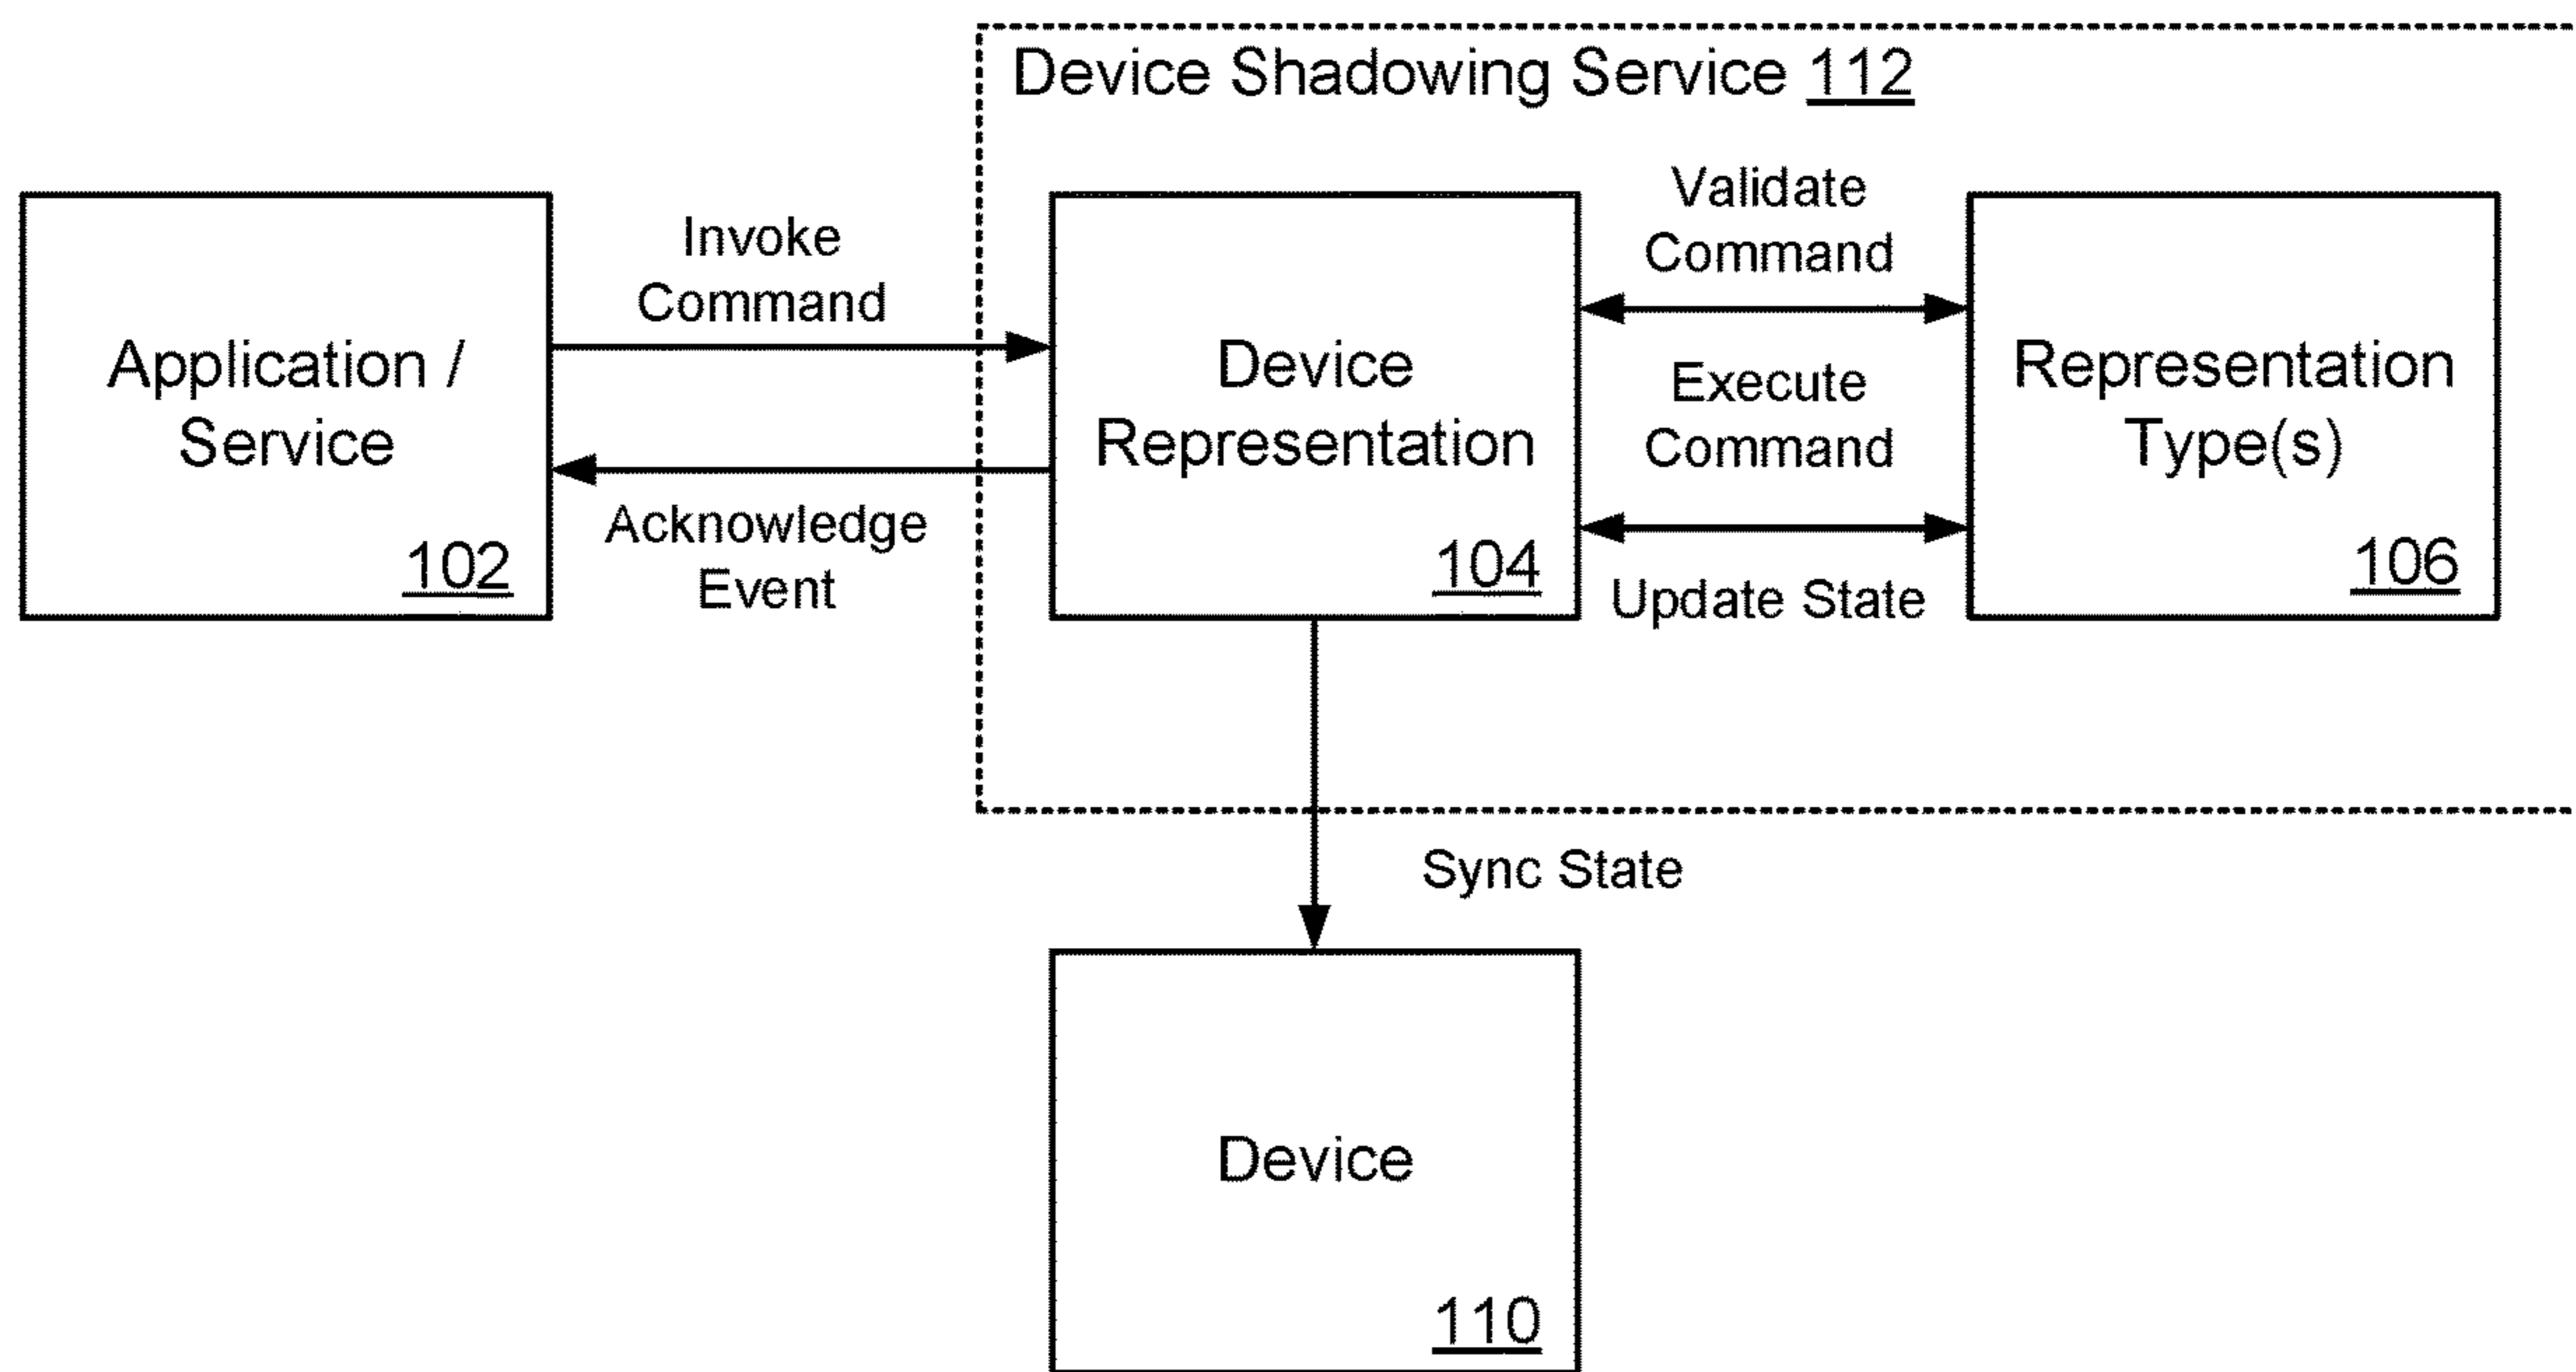 Device Shadowing Service 112
Application /
Service
102
Invoke
Command
Acknowledge
Event
Device
Representation
104
Validate
Command
Execute
Command
Update State
Representation
Type(s)
106
Sync State
Device
110